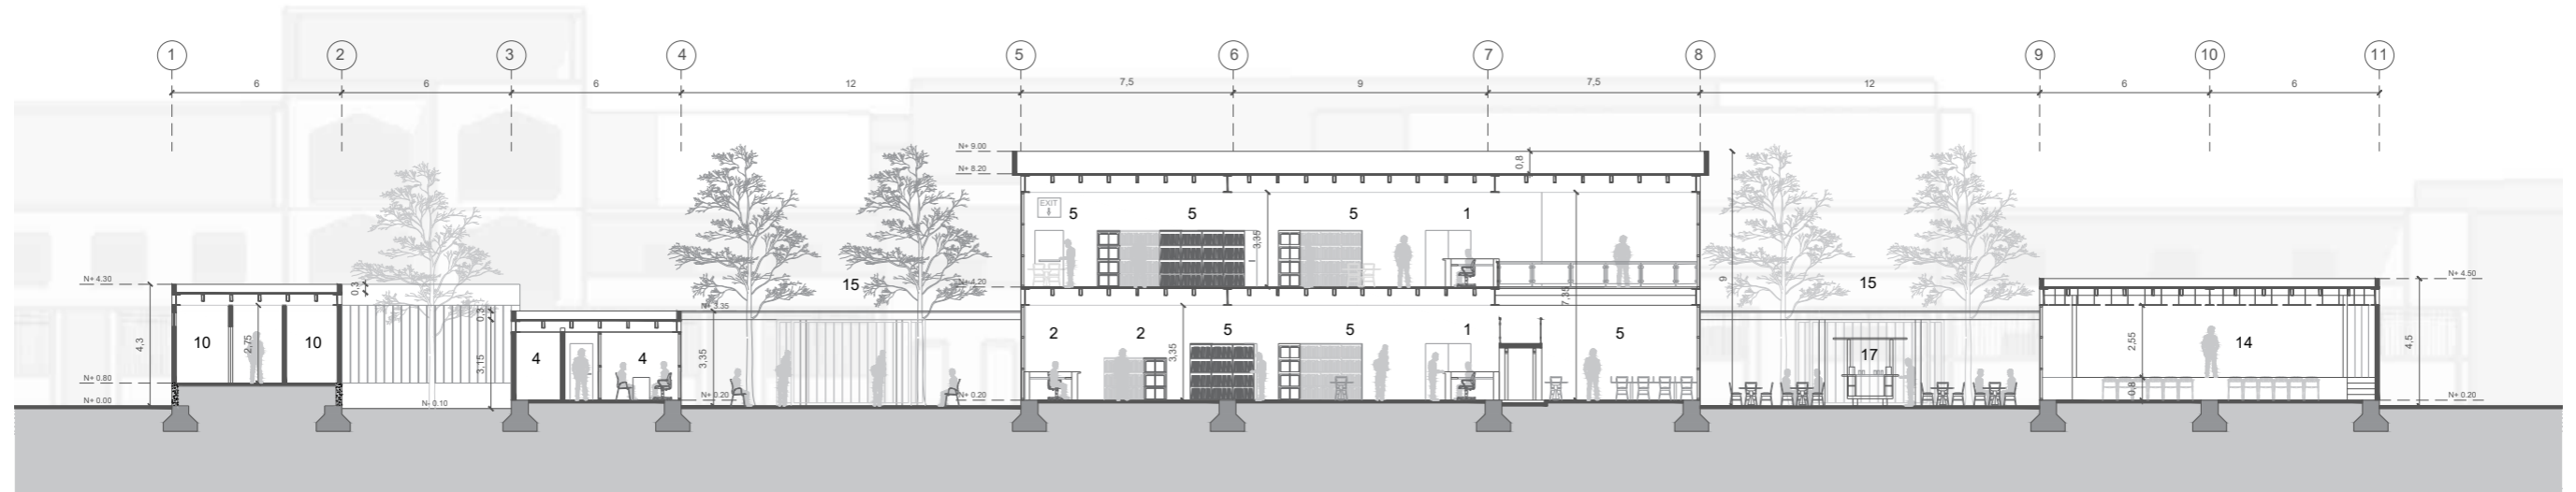 1 2 3 4 5 6 7 8 9 10 11
6 6 6 12 7,5 9 7,5 12 6 6
N+ 9.00
0,8
N+ 8.20
EXIT
5 5 5 1
3,35
9
15
15
N+ 4.20
N+ 4.30
0,3
N+ 4.50
7,35
N+ 3.35
0,3
10 10
2,75
4,3
3,15
4 4
3,35
2 2 5 5 1 5
3,35
17
14
2,55
4,5
0,8
N+ 0.80
N+ 0.00
N+ 0.10
N+ 0.20
N+ 0.20
N+ 0.20